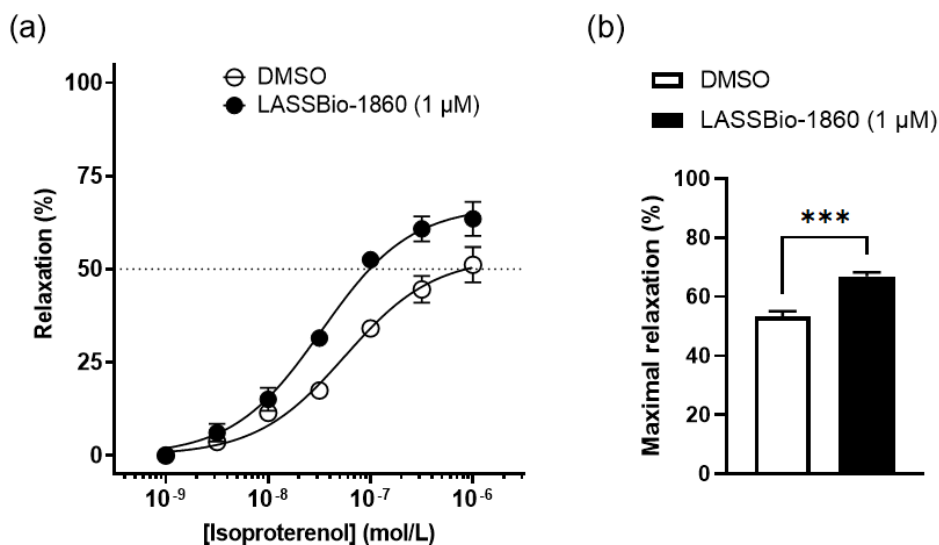 (a)
DMSO
LASSBio-1860 (1 μM)
100
75
50
25
0
Relaxation (%)
10-9
10-8
10-7
10-6
[Isoproterenol] (mol/L)
(b)
DMSO
LASSBio-1860 (1 μM)
100
80
60
40
20
0
Maximal relaxation (%)
***